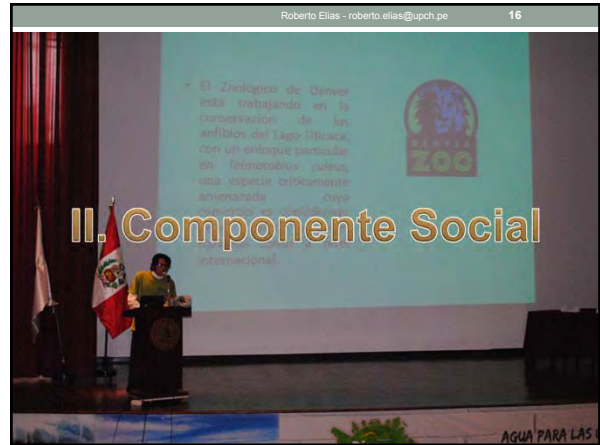 Roberto Elias - roberto.elias@upch.pe 16
• El Zoológico de Denver
está trabajando en la
conservación de los
anfibios del Lago Titicaca,
con un enfoque particular
en Telmatobius culeus,
una especie críticamente
amenazada cuya
DENVER
ZOO
II. Componente Social
internacional.
AGUA PARA LAS